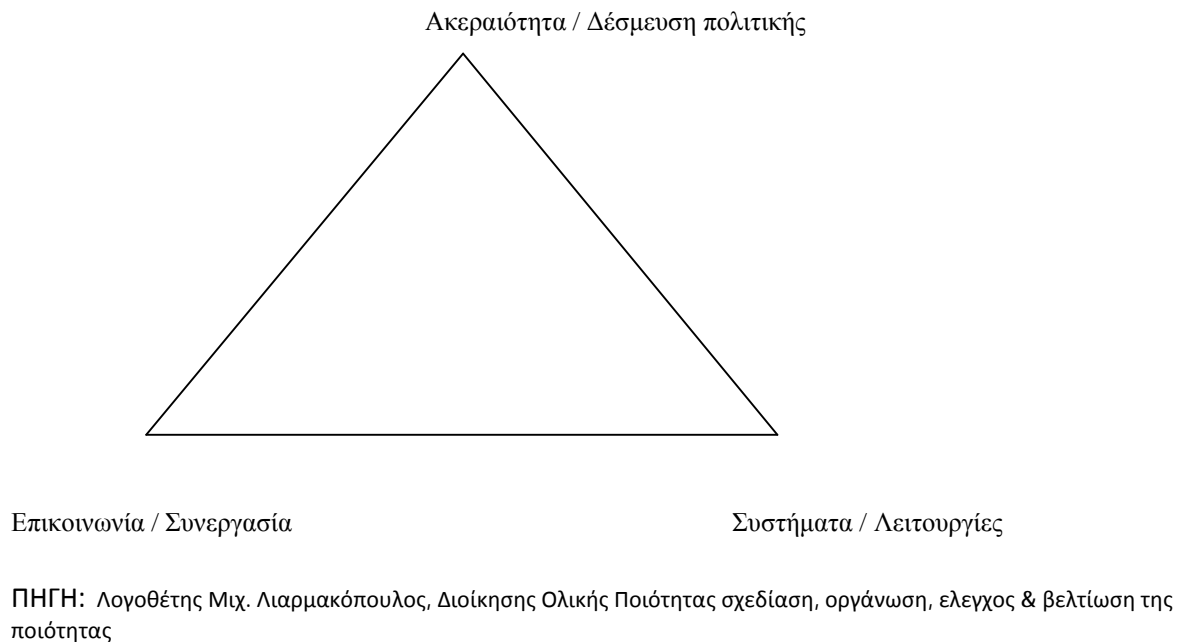 Ακεραιότητα / Δέσμευση πολιτικής
Επικοινωνία / Συνεργασία
Συστήματα / Λειτουργίες
ΠΗΓΗ: Λογοθέτης Μιχ. Λιαρμακόπουλος, Διοίκησης Ολικής Ποιότητας σχεδίαση, οργάνωση, ελεγχος & βελτίωση της
ποιότητας